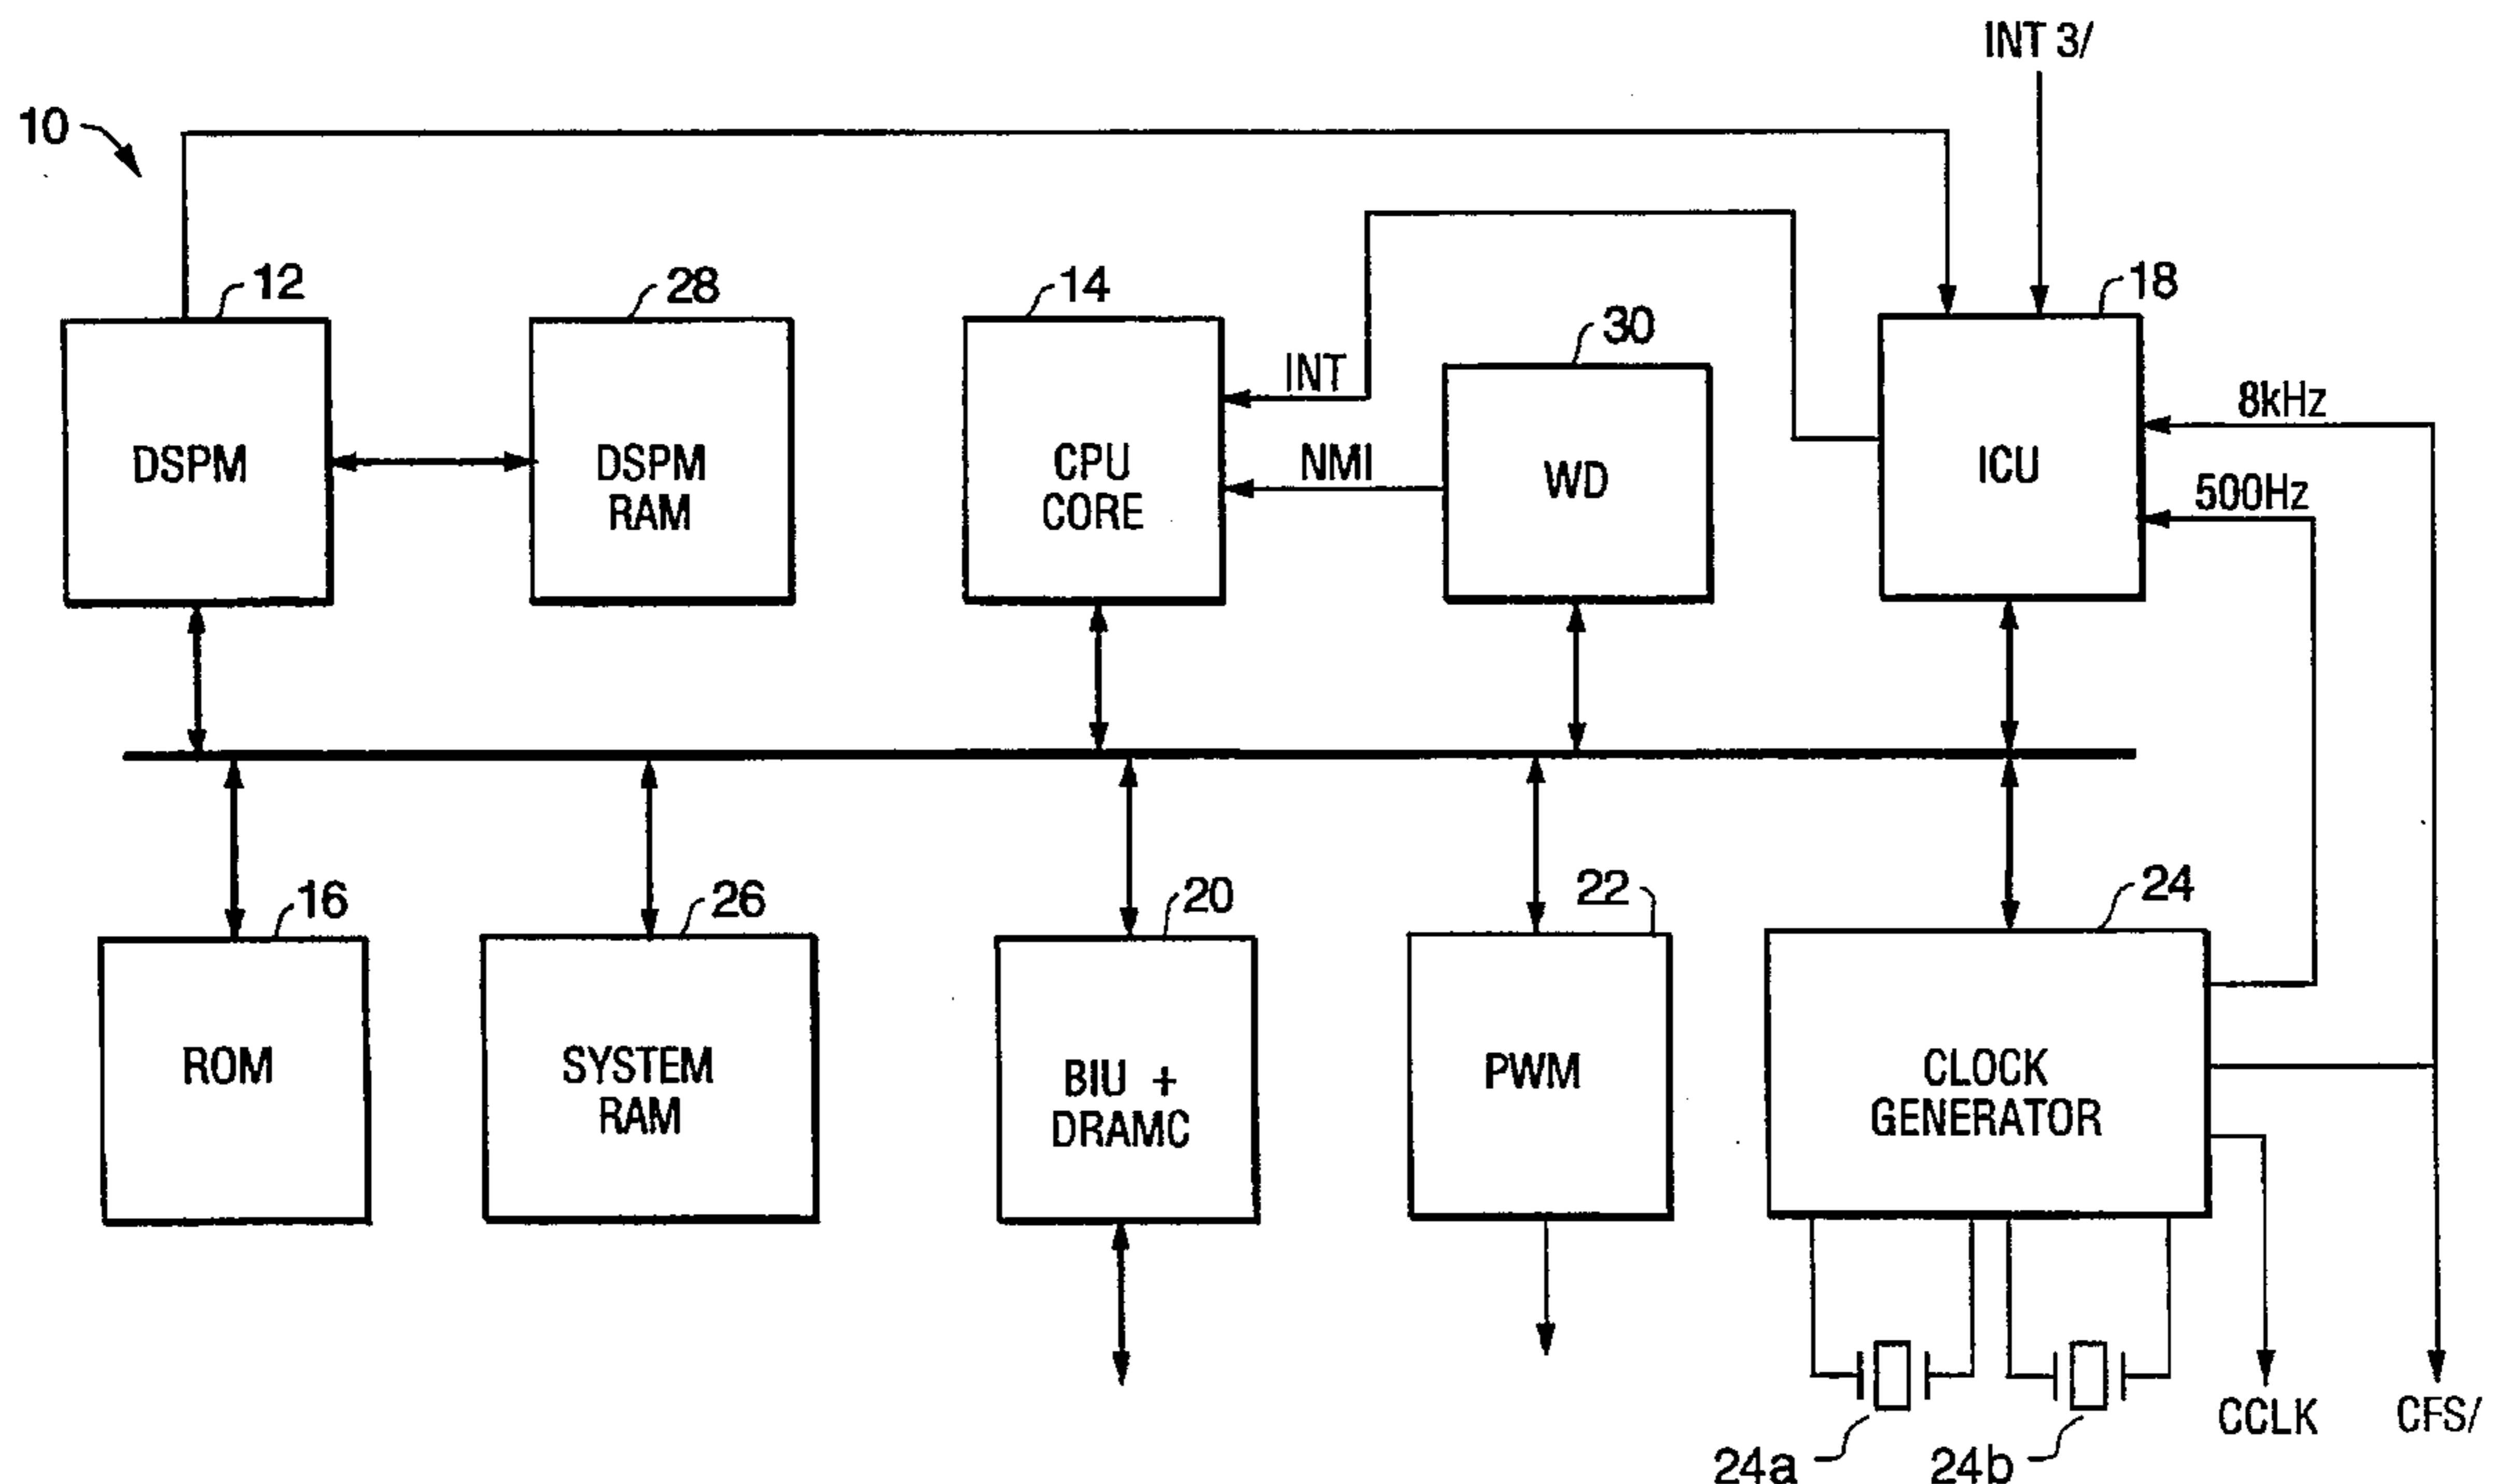 INT 3/
10
12
28
14
30
18
INT
NMI
8kHz
500Hz
DSPM
DSPM
RAM
CPU
CORE
WD
ICU
16
26
20
22
24
ROM
SYSTEM
RAM
BIU +
DRAMC
PWM
CLOCK
GENERATOR
24a
24b
CCLK
CFS/